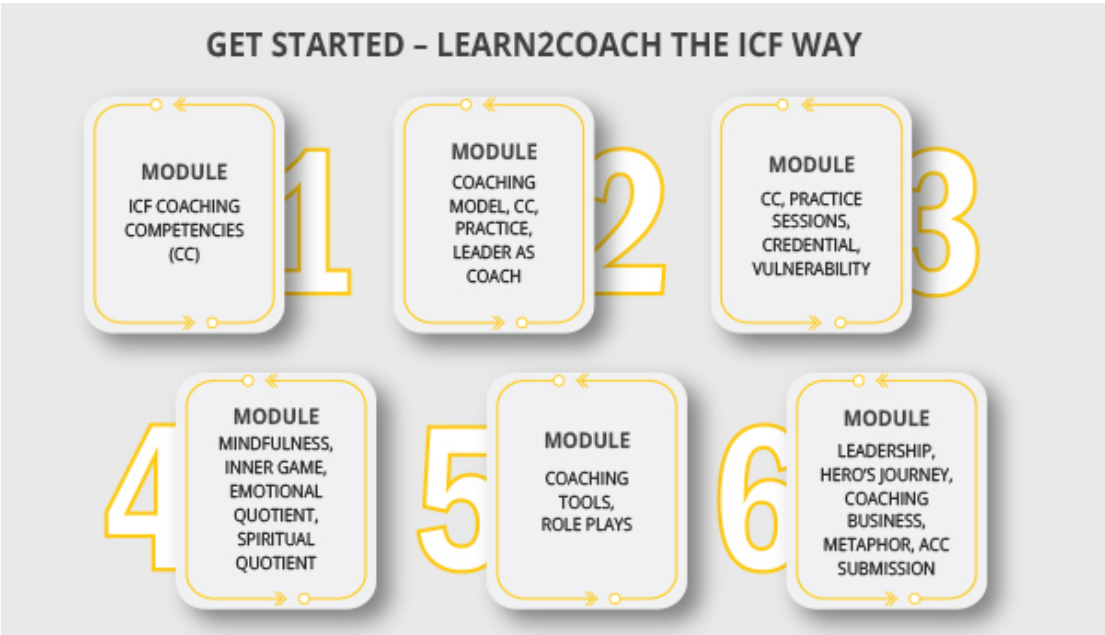 GET STARTED – LEARN2COACH THE ICF WAY
MODULE
ICF COACHING
COMPETENCIES
(CC)
1
MODULE
COACHING
MODEL, CC,
PRACTICE,
LEADER AS
COACH
2
MODULE
CC, PRACTICE
SESSIONS,
CREDENTIAL,
VULNERABILITY
3
4
MODULE
MINDFULNESS,
INNER GAME,
EMOTIONAL
QUOTIENT,
SPIRITUAL
QUOTIENT
5
MODULE
COACHING
TOOLS,
ROLE PLAYS
6
MODULE
LEADERSHIP,
HERO'S JOURNEY,
COACHING
BUSINESS,
METAPHOR, ACC
SUBMISSION